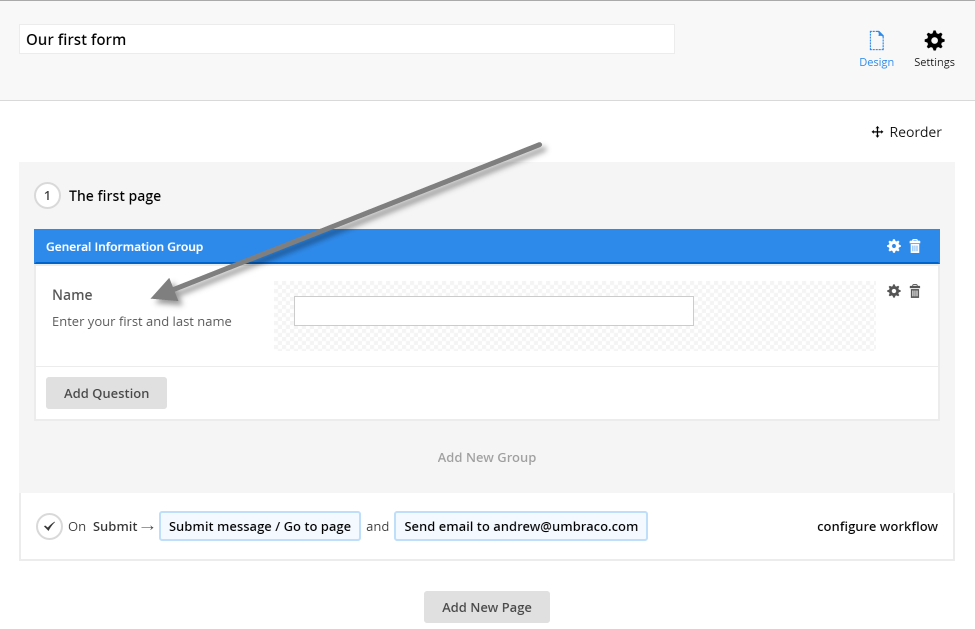 Our first form
Design
Settings
Reorder
1 The first page
General Information Group
Name
Enter your first and last name
Add Question
Add New Group
On Submit → Submit message / Go to page and Send email to andrew@umbraco.com configure workflow
Add New Page